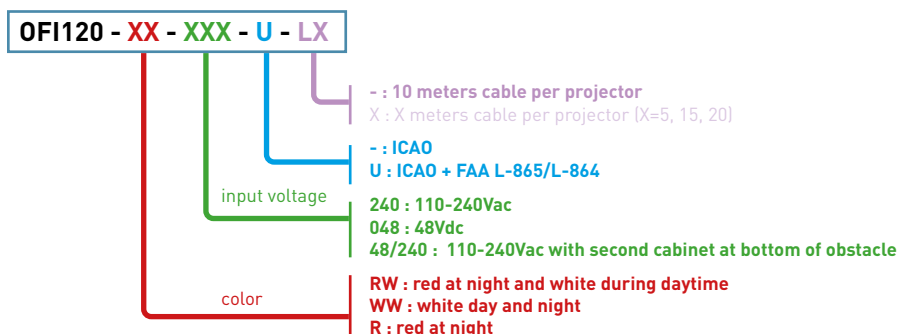 OFI120 - XX - XXX - U - LX
- : 10 meters cable per projector
X : X meters cable per projector (X=5, 15, 20)
- : ICAO
U : ICAO + FAA L-865/L-864
input voltage
240 : 110-240Vac
048 : 48Vdc
48/240 : 110-240Vac with second cabinet at bottom of obstacle
color
RW : red at night and white during daytime
WW : white day and night
R : red at night